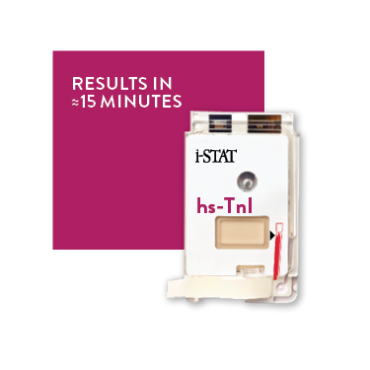 RESULTS IN
≈15 MINUTES
i-STAT
hs-TnI